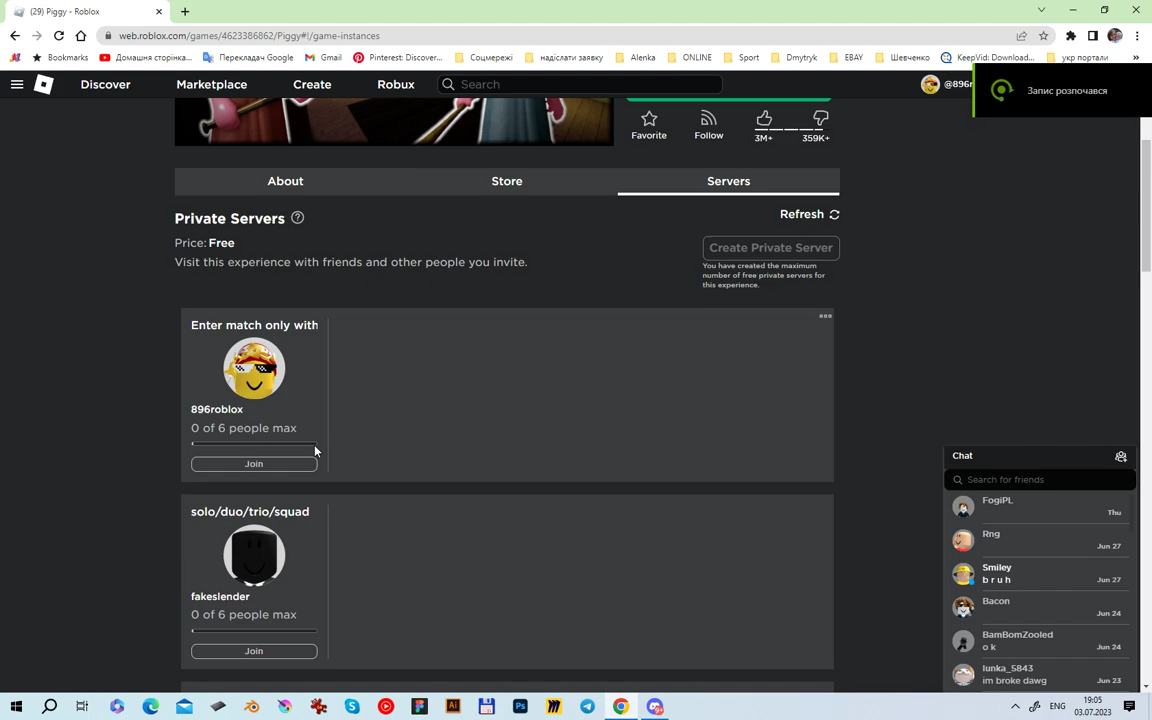 (29) Piggy - Roblox
web.roblox.com/games/4623386862/Piggy#!/game-instances
Bookmarks
Домашня сторінка...
Перекладач Google
Gmail
Pinterest: Discover...
Соцмережі
надіслати заявку
Alenka
ONLINE
Sport
Dmytryk
EBAY
Шевченко
KeepVid: Download...
укр портали
»
Discover
Marketplace
Create
Robux
Search
@896r
Запис розпочався
Favorite
Follow
3M+
359K+
About
Store
Servers
Private Servers
Refresh
Price: Free
Visit this experience with friends and other people you invite.
Create Private Server
You have created the maximum
number of free private servers for
this experience.
Enter match only with
896roblox
0 of 6 people max
Join
solo/duo/trio/squad
fakeslender
0 of 6 people max
Join
Chat
Search for friends
FogiPL
Thu
Rng
Jun 27
Smiley
b r u h
Jun 27
Bacon
Jun 24
BamBomZooled
o k
Jun 24
lunka_5843
im broke dawg
Jun 23
ENG
19:05
03.07.2023